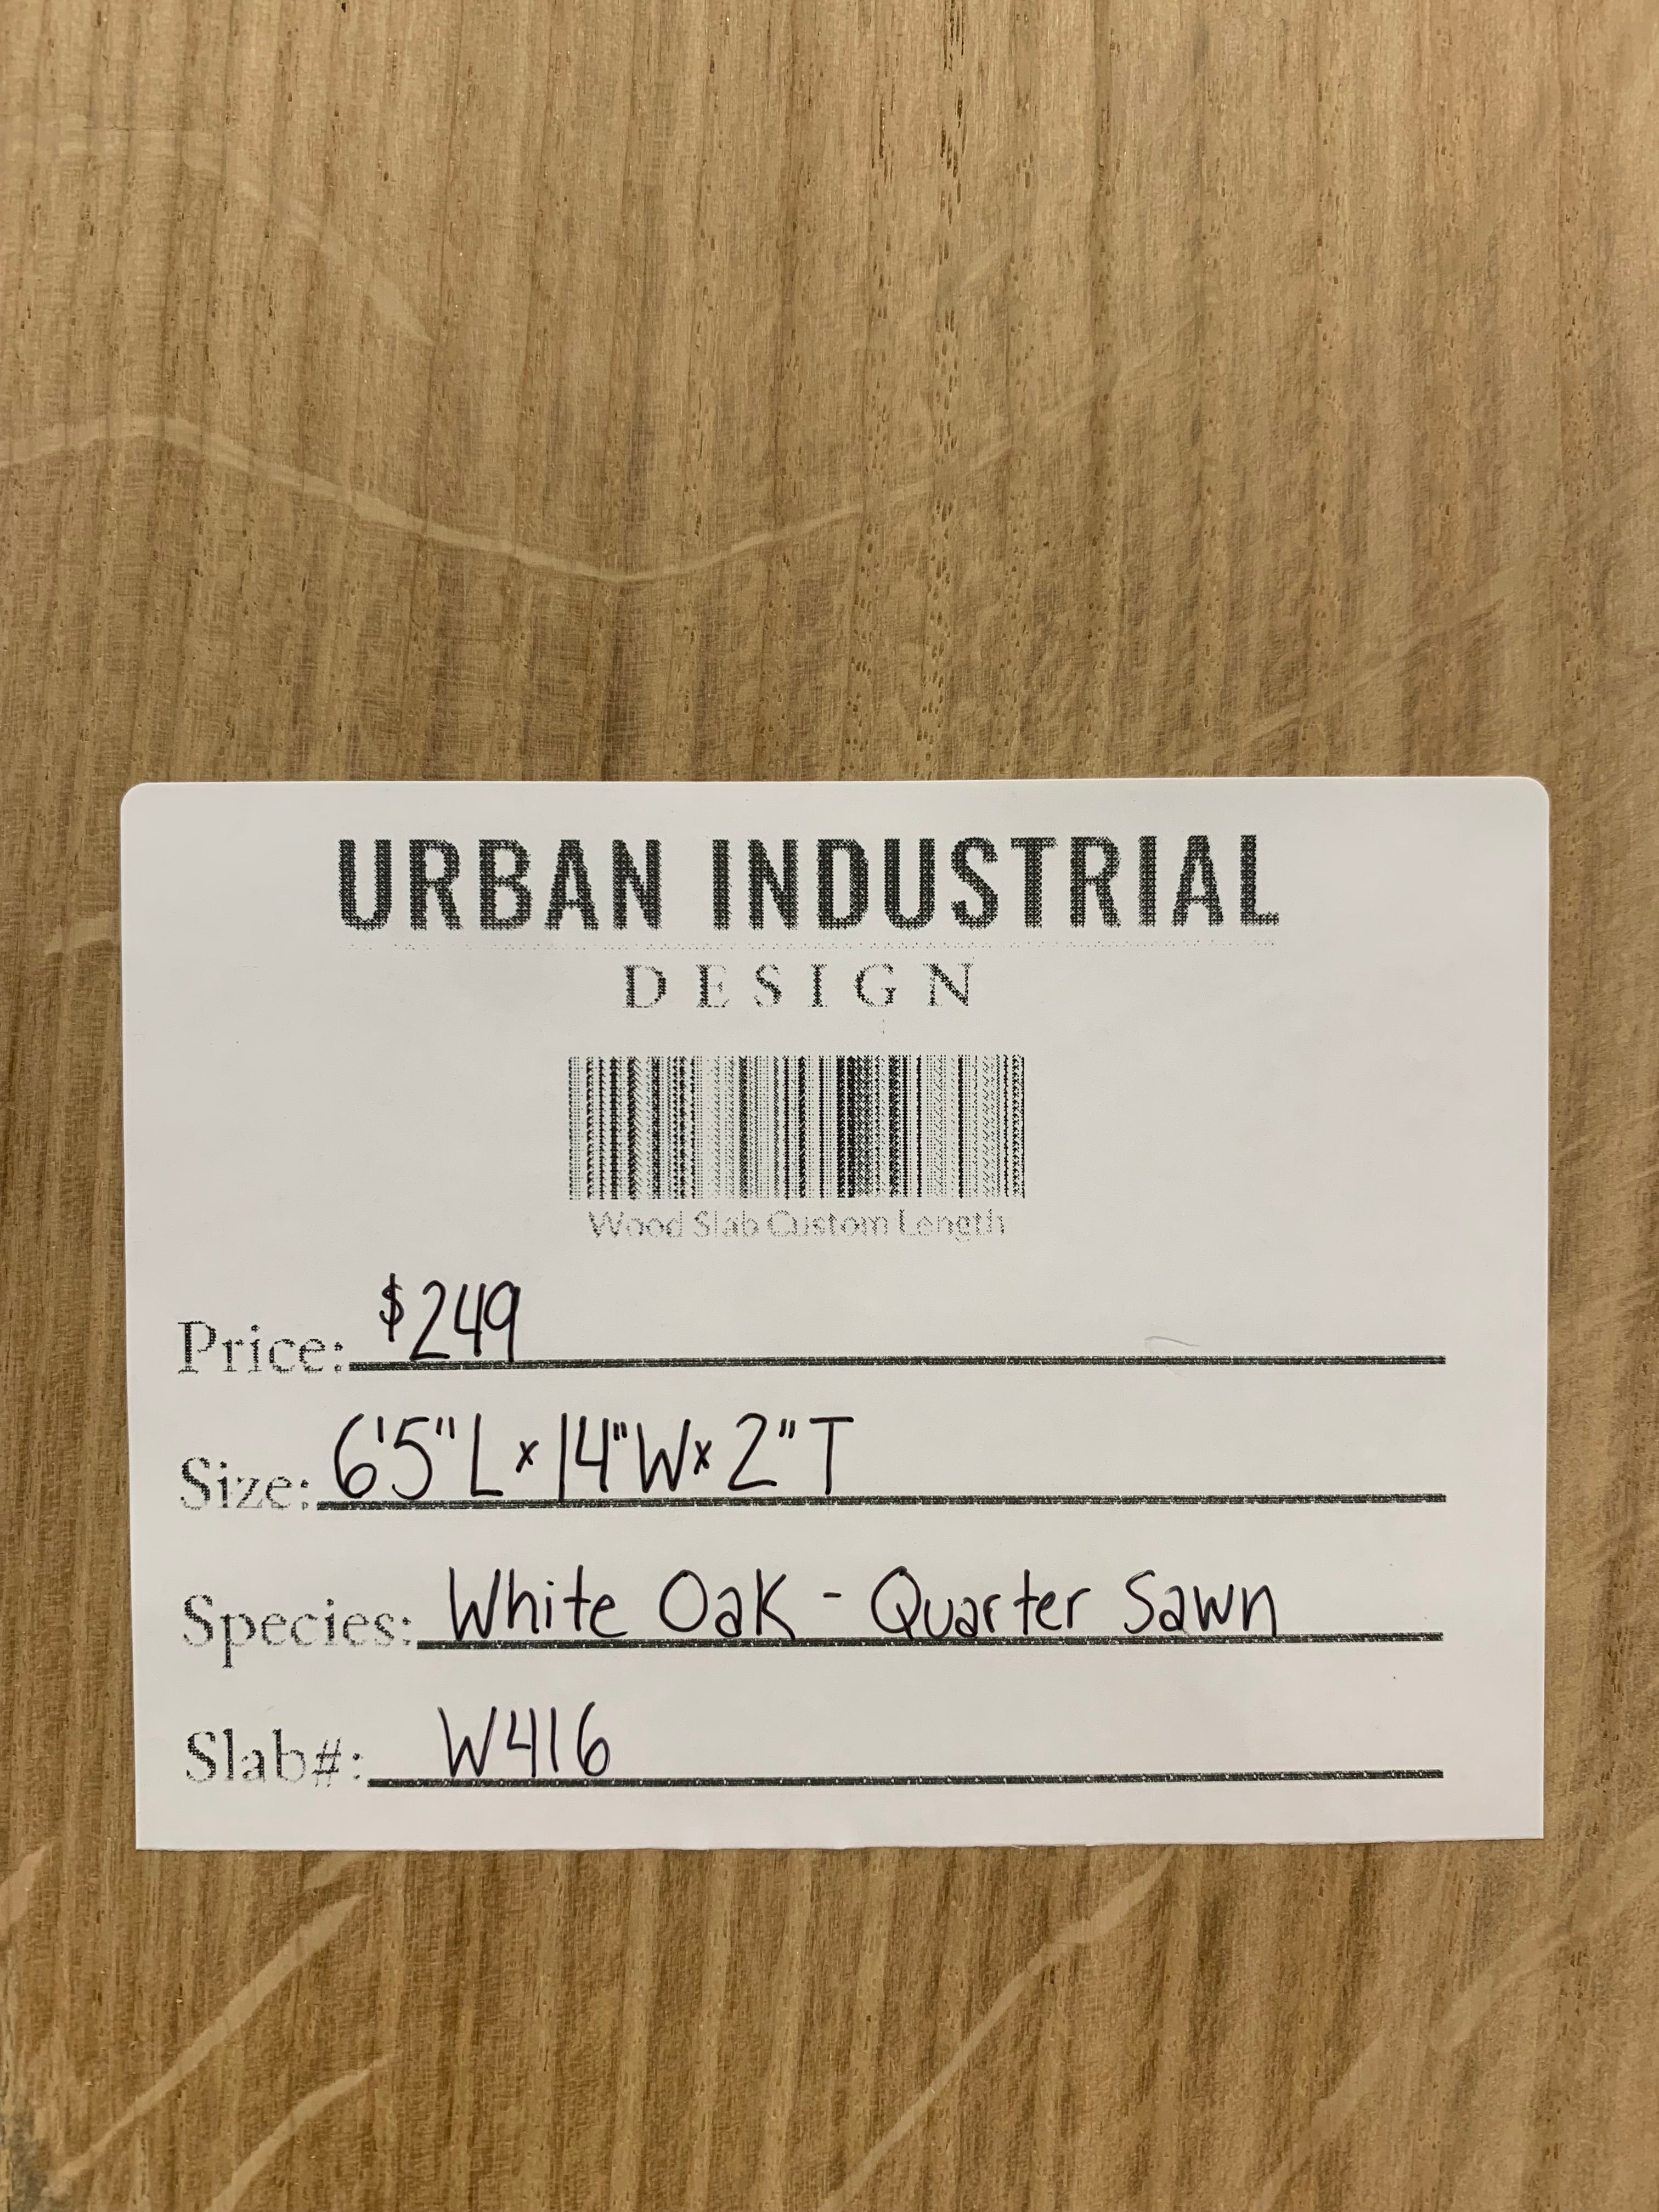 URBAN INDUSTRIAL
DESIGN
Wood Slab Custom Length
Price: $249
Size: 6'5"L x 14"W x 2"T
Species: White Oak - Quarter Sawn
Slab#: W416